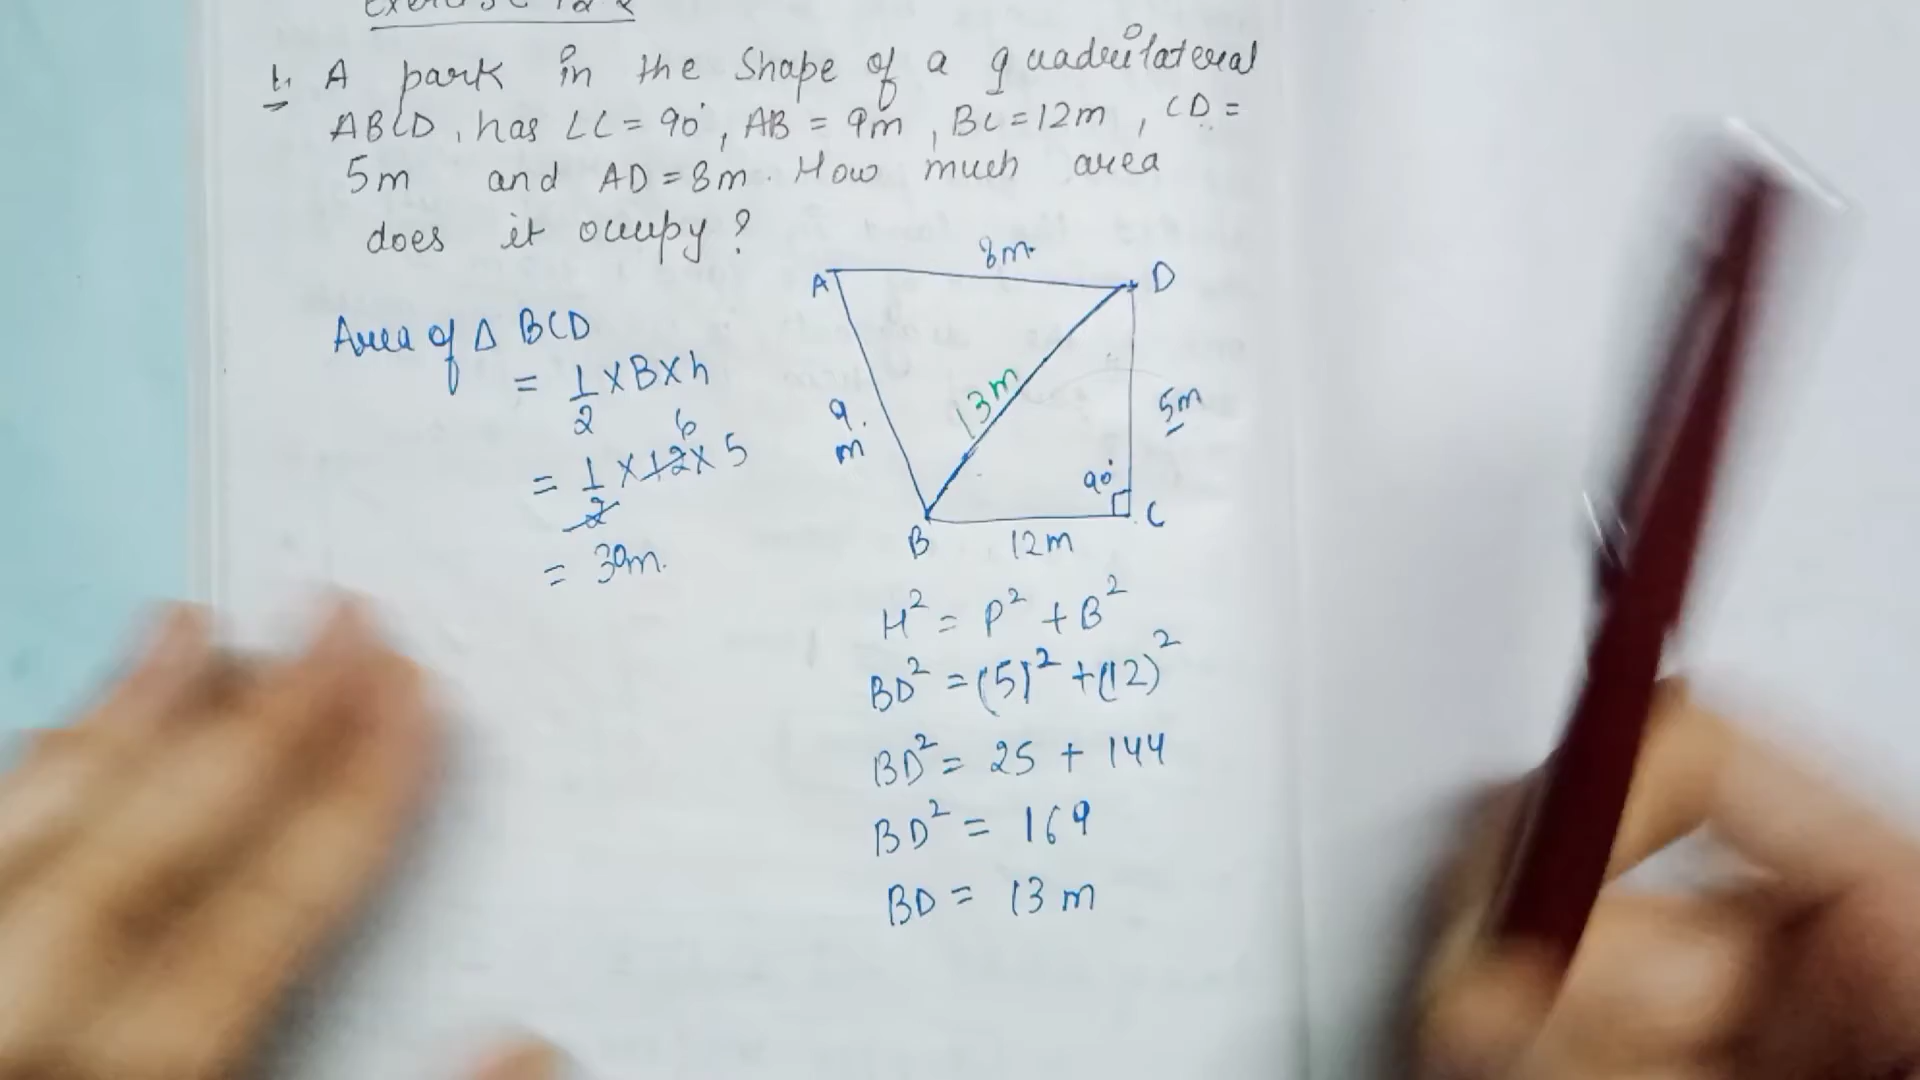 1. A park in the shape of a quadrilateral
ABCD, has ∠C = 90°, AB = 9m, BC = 12m, CD =
5m and AD = 8m. How much area
does it occupy?
8m
A
D
Area of Δ BCD
= 1/2 × B × h
6
= 1/2 × 12 × 5
= 30m.
9m
13m
5m
90°
B
12m
C
H² = P² + B²
BD² = (5)² + (12)²
BD² = 25 + 144
BD² = 169
BD = 13 m